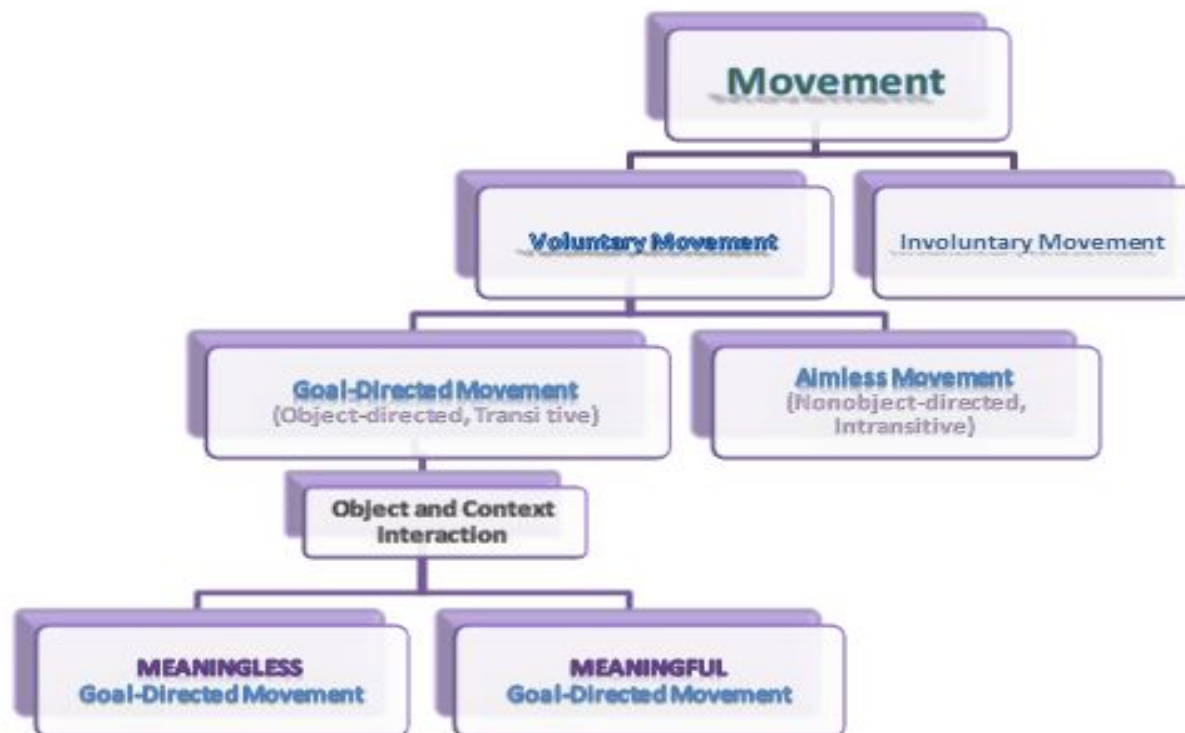 Movement
Voluntary Movement
Involuntary Movement
Goal-Directed Movement
(Object-directed, Transi tive)
Aimless Movement
(Nonobject-directed,
Intransitive)
Object and Context
Interaction
MEANINGLESS
Goal-Directed Movement
MEANINGFUL
Goal-Directed Movement